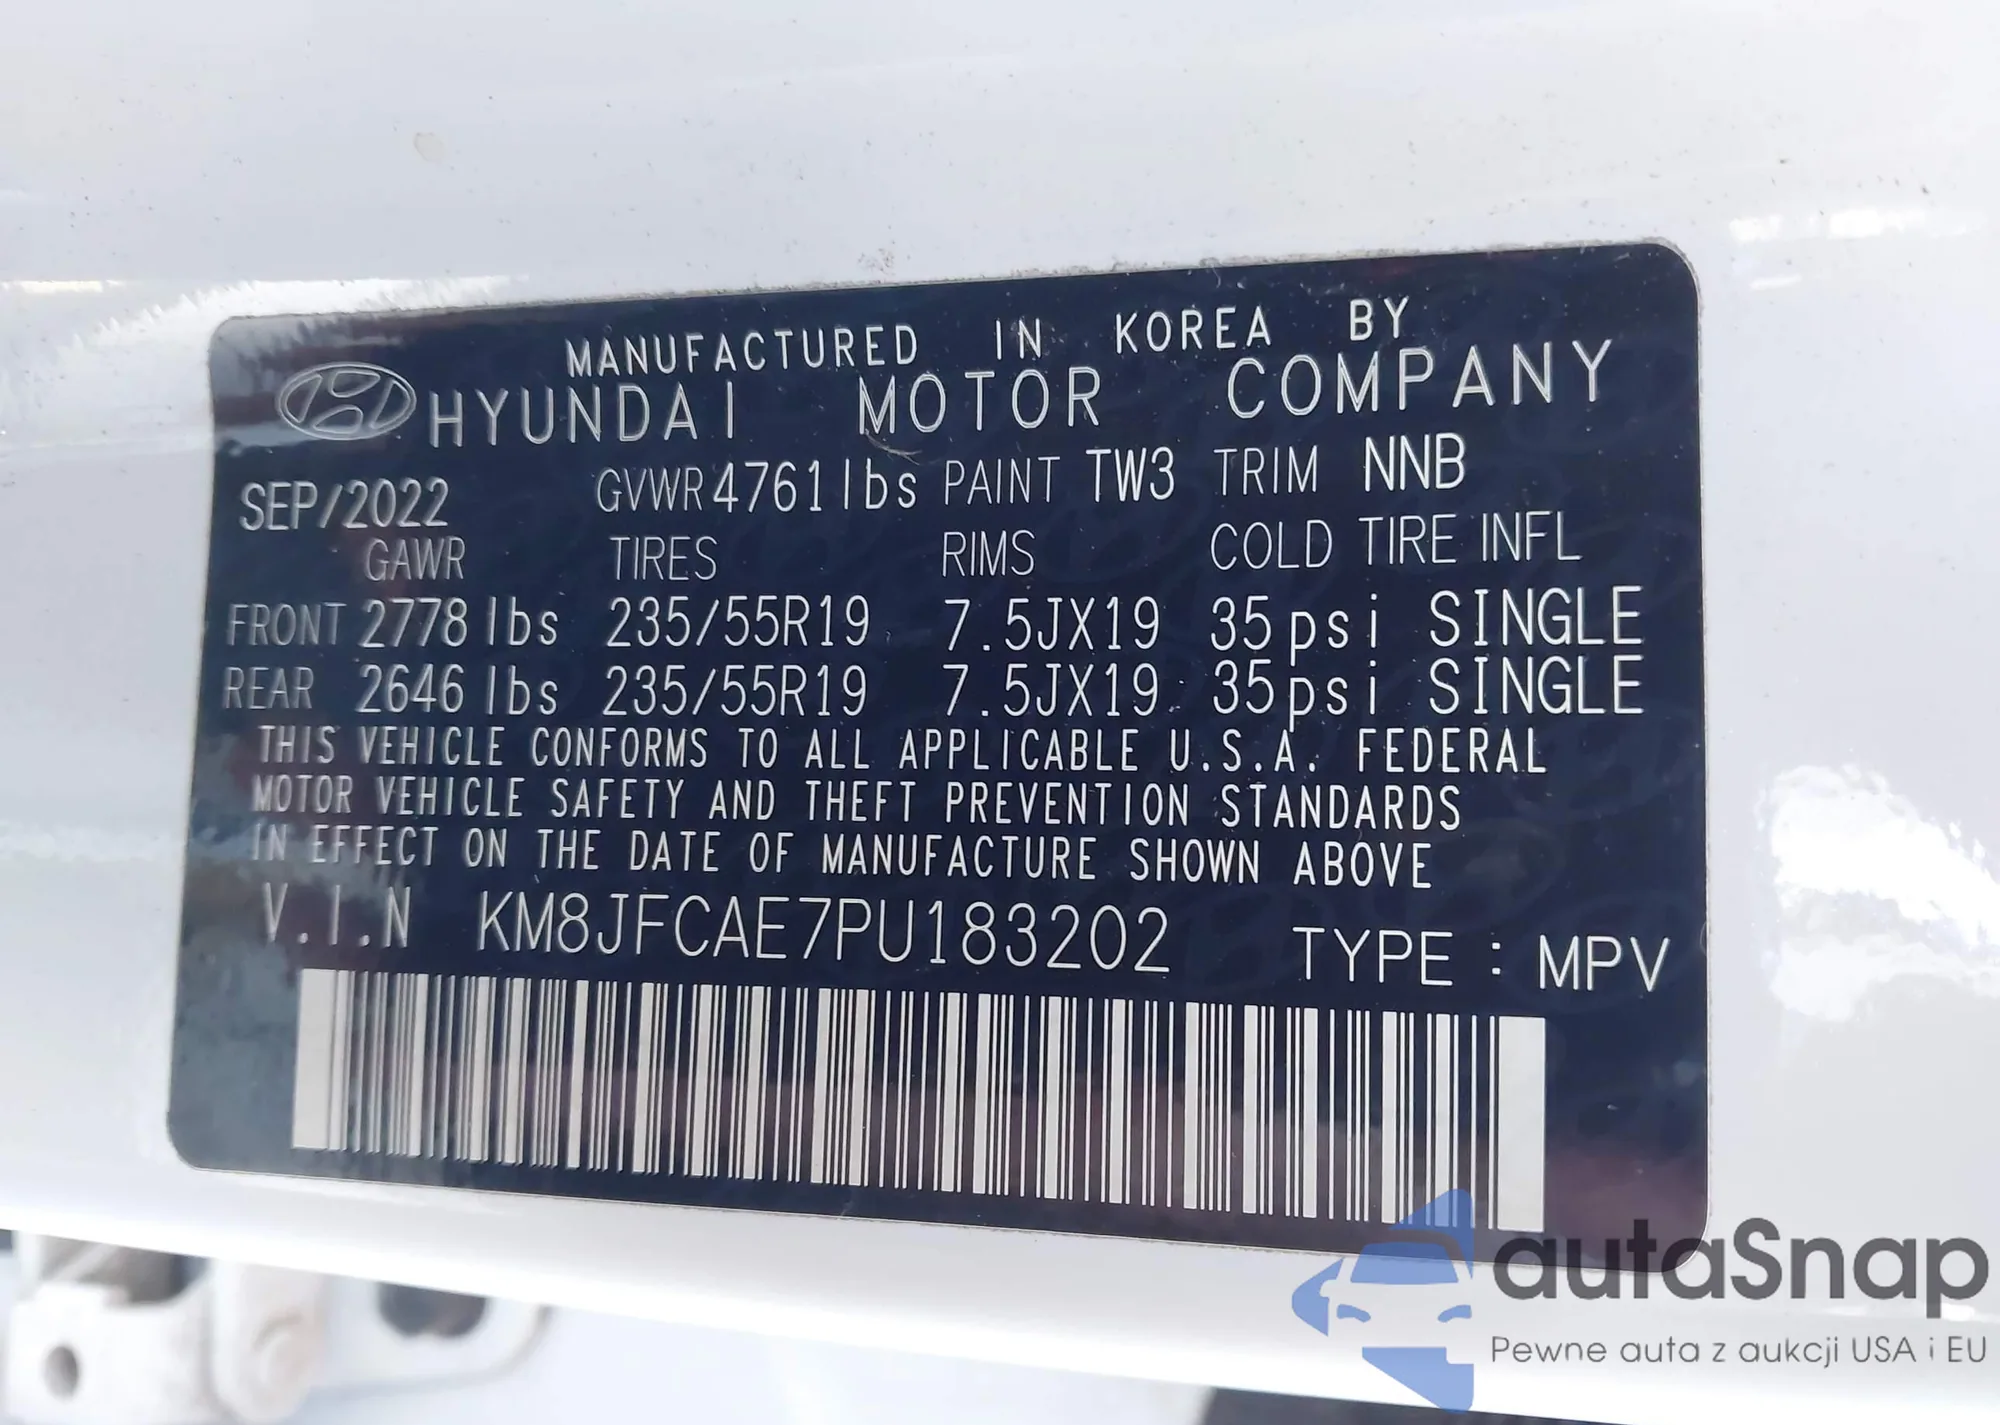 MANUFACTURED IN KOREA BY
HYUNDAI MOTOR COMPANY
SEP/2022 GVWR 4761lbs PAINT TW3 TRIM NNB
GAWR TIRES RIMS COLD TIRE INFL
FRONT 2778 lbs 235/55R19 7.5JX19 35psi SINGLE
REAR 2646 lbs 235/55R19 7.5JX19 35psi SINGLE
THIS VEHICLE CONFORMS TO ALL APPLICABLE U.S.A. FEDERAL
MOTOR VEHICLE SAFETY AND THEFT PREVENTION STANDARDS
IN EFFECT ON THE DATE OF MANUFACTURE SHOWN ABOVE
V.I.N KM8JFCAE7PU183202 TYPE : MPV
autaSnap
Pewne auta z aukcji USA i EU